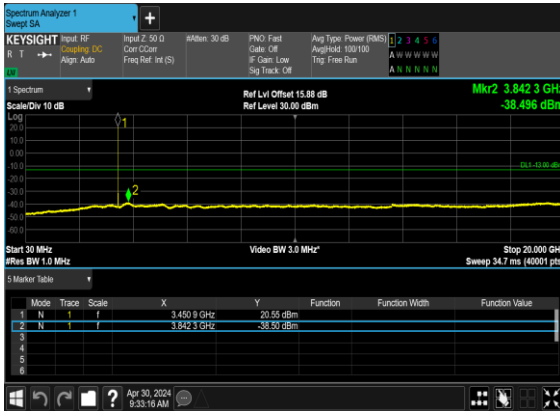 Spectrum Analyzer 1
Swept SA
+
KEYSIGHT
R T
Input: RF
Coupling: DC
Align: Auto
Input Z: 50 Ω
Corr CCorr
Freq Ref: Int (S)
#Atten: 30 dB
PNO: Fast
Gate: Off
IF Gain: Low
Sig Track: Off
Avg Type: Power (RMS)
Avg|Hold: 100/100
Trig: Free Run
1 2 3 4 5 6
A W W W W W
A N N N N N
1 Spectrum
Scale/Div 10 dB
Ref Lvl Offset 15.88 dB
Ref Level 30.00 dBm
Mkr2 3.842 3 GHz
-38.496 dBm
Log
20.0
10.0
0.00
-10.0
-20.0
-30.0
-40.0
-50.0
-60.0
1
2
DL1 -13.00 dBm
Start 30 MHz
#Res BW 1.0 MHz
Video BW 3.0 MHz*
Stop 20.000 GHz
Sweep 34.7 ms (40001 pts)
5 Marker Table
Mode Trace Scale X Y Function Function Width Function Value
1 N 1 f 3.450 9 GHz 20.55 dBm
2 N 1 f 3.842 3 GHz -38.50 dBm
3
4
5
6
?
Apr 30, 2024
9:33:16 AM